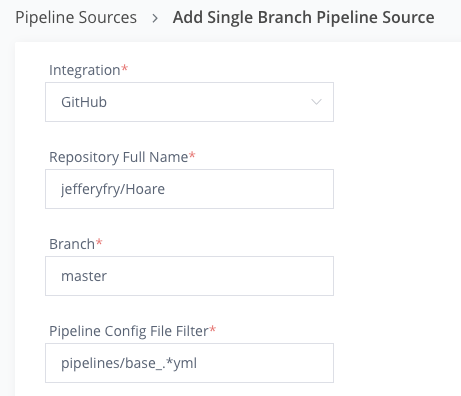 Pipeline Sources > Add Single Branch Pipeline Source
Integration*
GitHub
Repository Full Name*
jefferyfry/Hoare
Branch*
master
Pipeline Config File Filter*
pipelines/base_.*yml